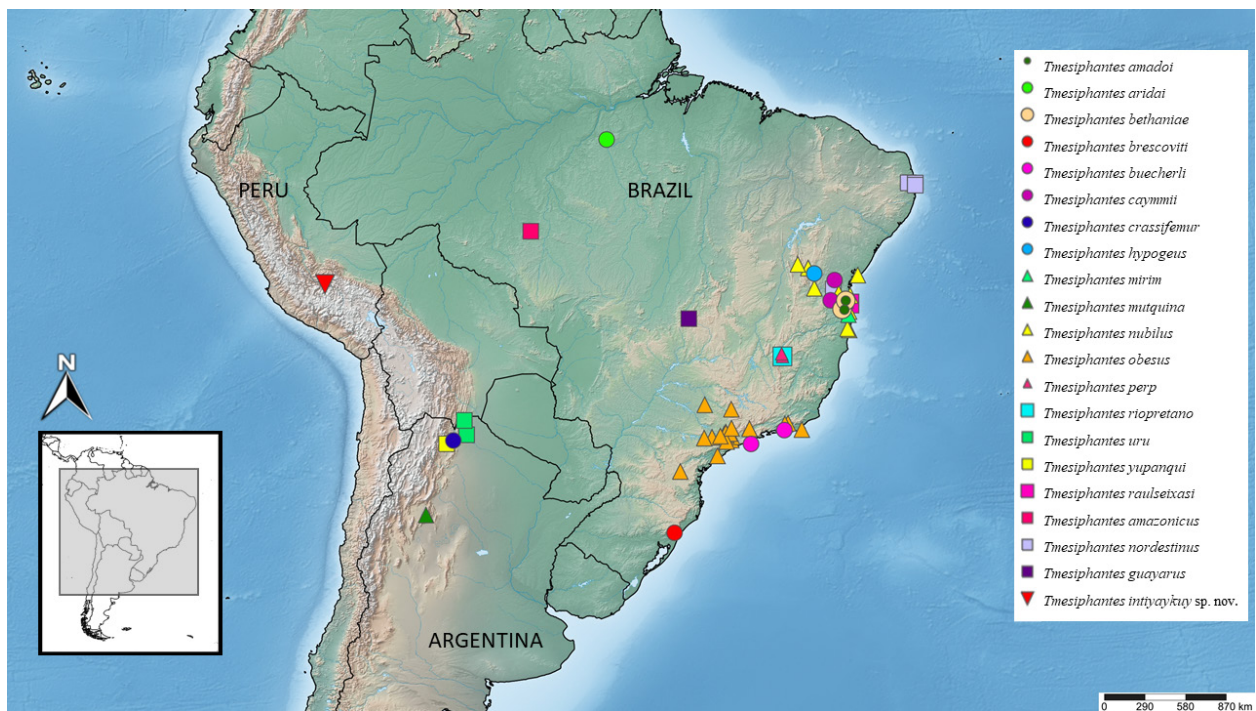 PERU
BRAZIL
ARGENTINA
N
Tmesiphantes amadoi
Tmesiphantes aridai
Tmesiphantes bethaniae
Tmesiphantes brescoviti
Tmesiphantes buecherli
Tmesiphantes caymmii
Tmesiphantes crassifemur
Tmesiphantes hypogeus
Tmesiphantes mirim
Tmesiphantes mutquina
Tmesiphantes nubilus
Tmesiphantes obesus
Tmesiphantes perp
Tmesiphantes riopretano
Tmesiphantes uru
Tmesiphantes yupanqui
Tmesiphantes raulseixasi
Tmesiphantes amazonicus
Tmesiphantes nordestinus
Tmesiphantes guayarus
Tmesiphantes intiyaykuy sp. nov.
0 290 580 870 km